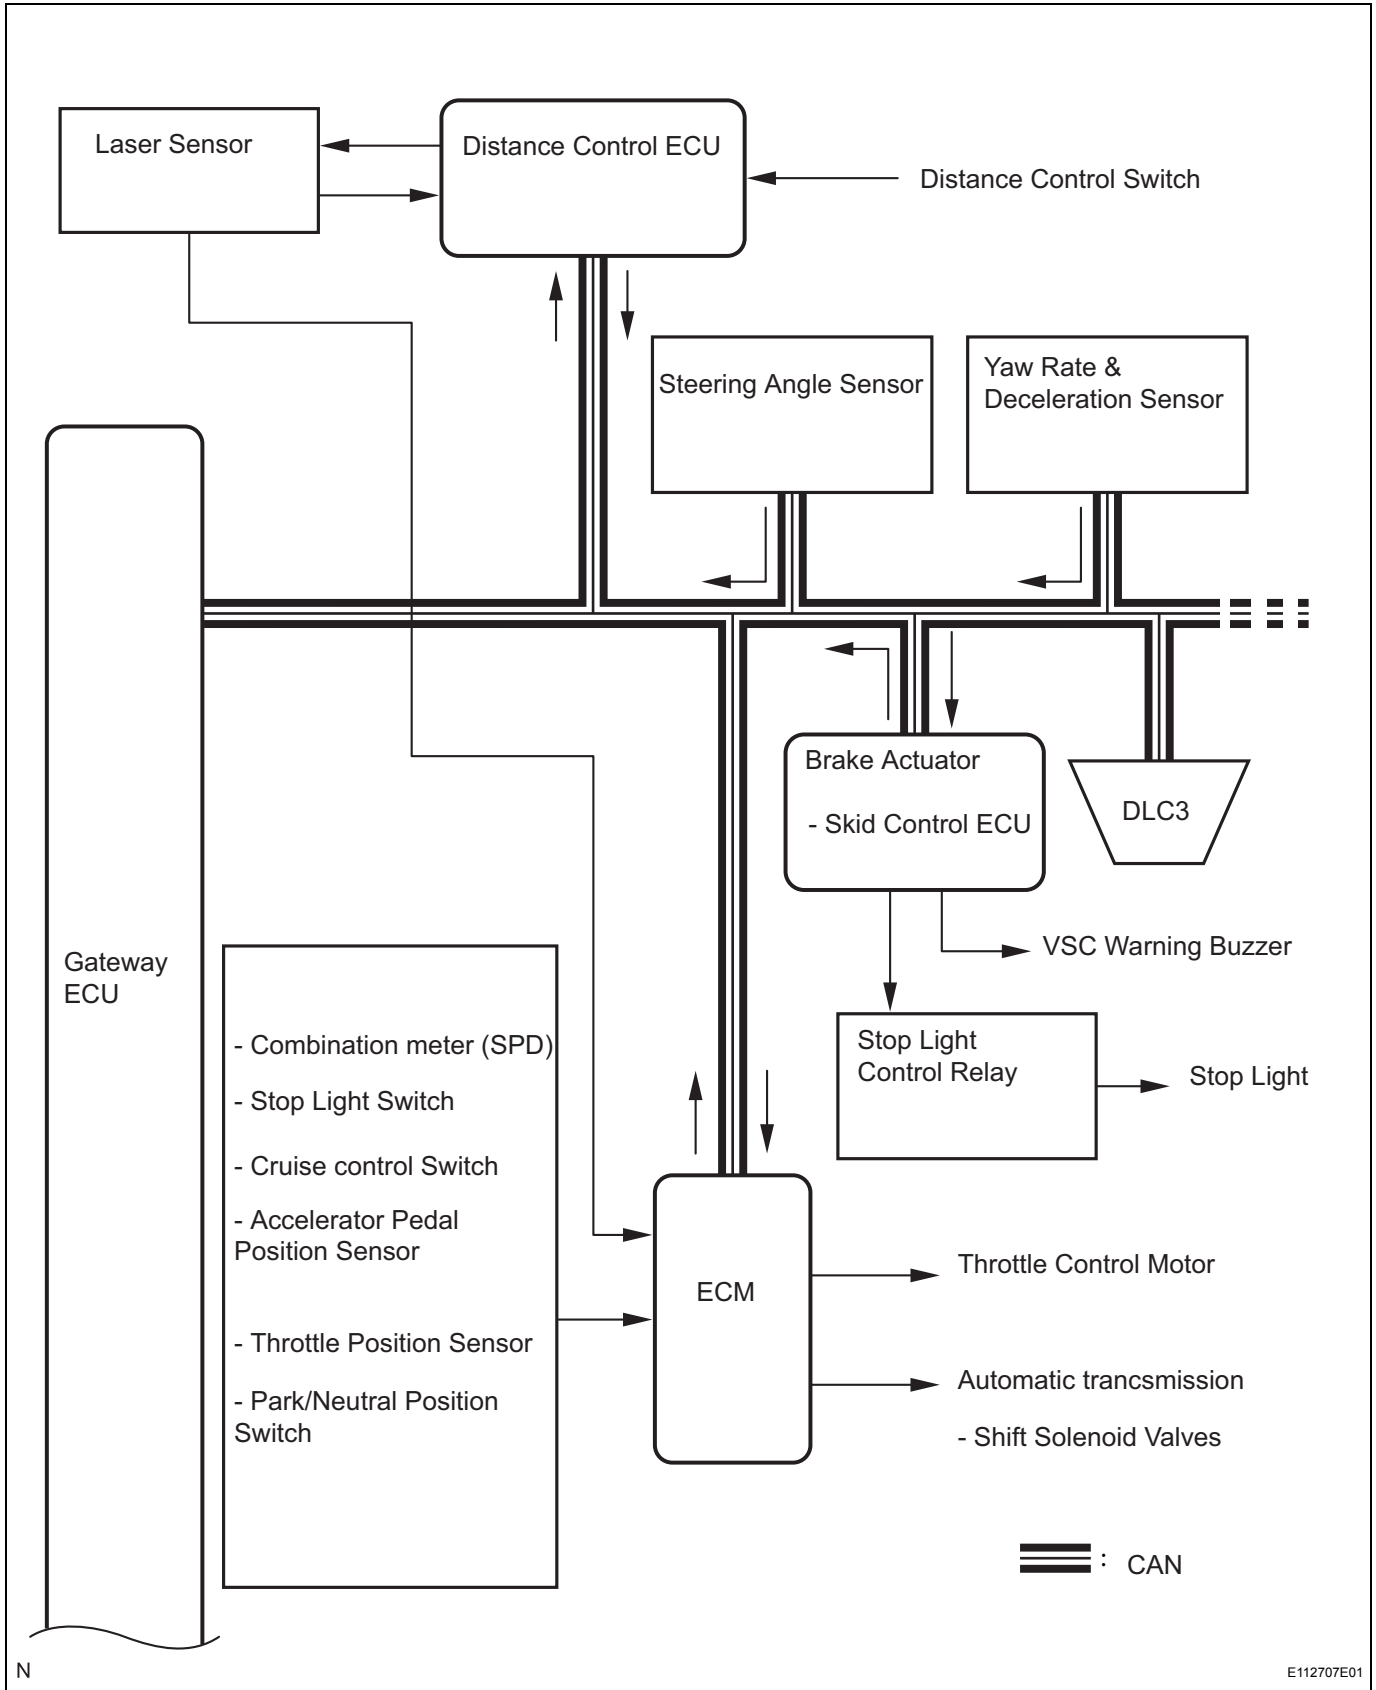 Laser Sensor
Distance Control ECU
Distance Control Switch
Steering Angle Sensor
Yaw Rate &
Deceleration Sensor
Brake Actuator
- Skid Control ECU
DLC3
Gateway
ECU
VSC Warning Buzzer
- Combination meter (SPD)
- Stop Light Switch
- Cruise control Switch
- Accelerator Pedal
Position Sensor
- Throttle Position Sensor
- Park/Neutral Position
Switch
Stop Light
Control Relay
Stop Light
ECM
Throttle Control Motor
Automatic trancsmission
- Shift Solenoid Valves
: CAN
N
E112707E01